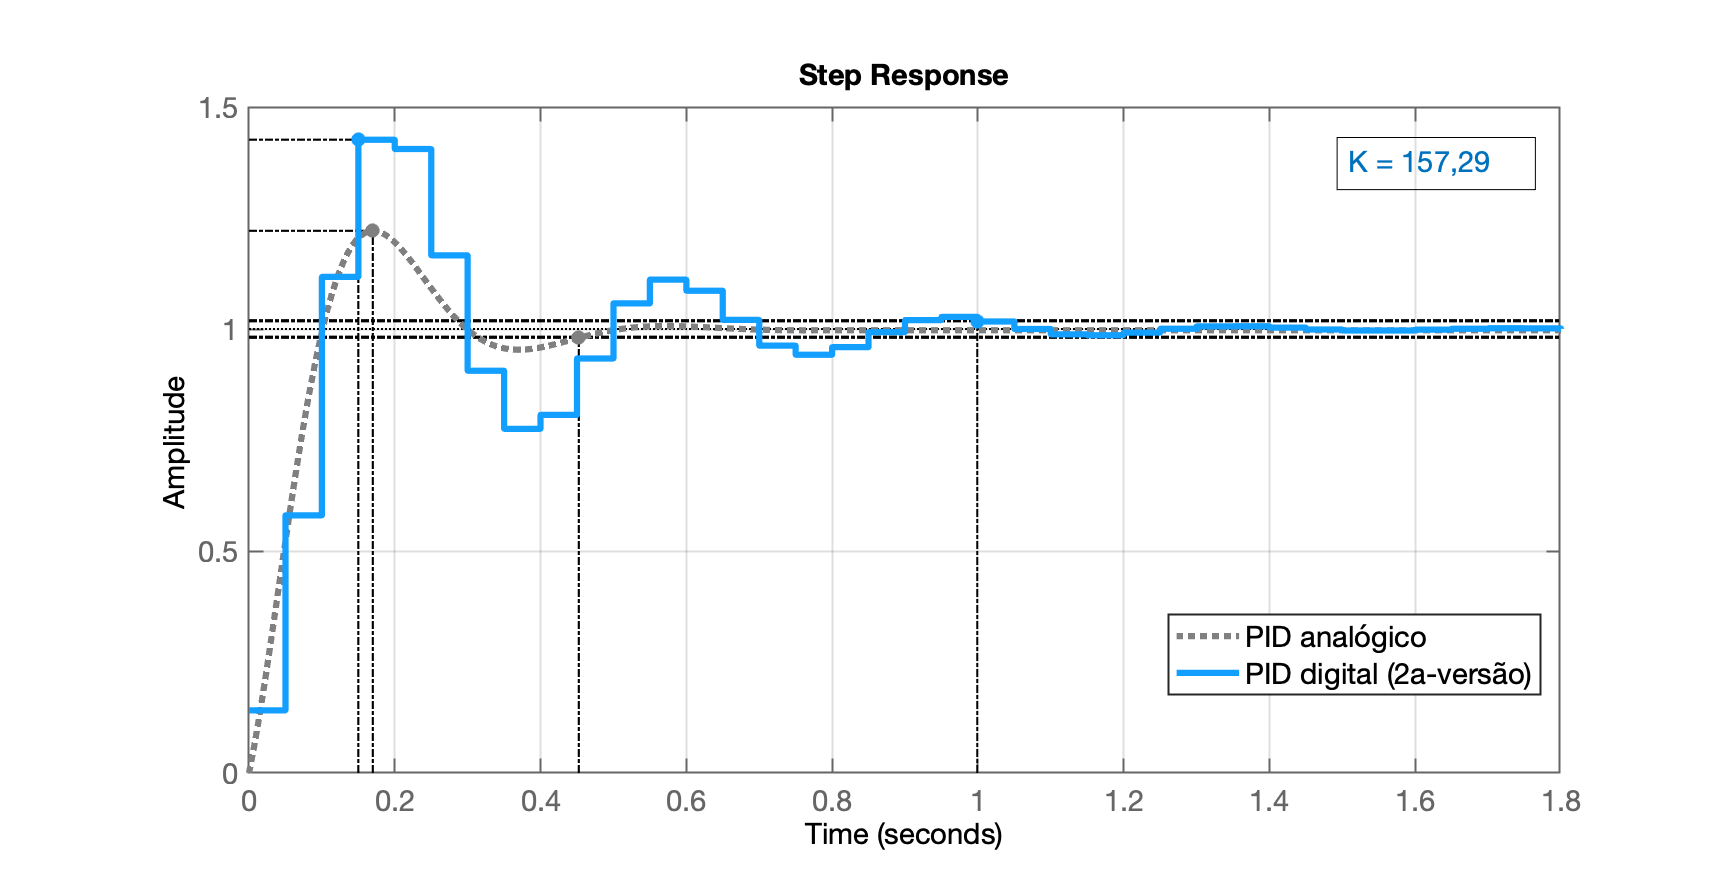 Step Response
1.5
K = 157,29
1
Amplitude
0.5
PID analógico
PID digital (2a-versão)
0
0 0.2 0.4 0.6 0.8 1 1.2 1.4 1.6 1.8
Time (seconds)